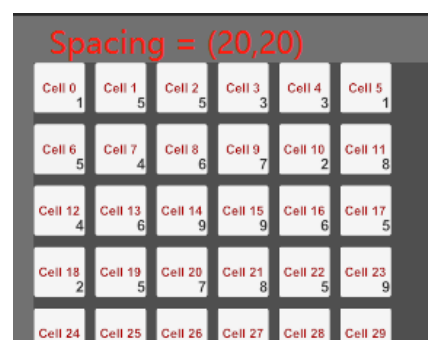 Spacing = (20,20)
Cell 0 Cell 1 Cell 2 Cell 3 Cell 4 Cell 5
1 5 5 3 3 1
Cell 6 Cell 7 Cell 8 Cell 9 Cell 10 Cell 11
5 4 6 7 2 8
Cell 12 Cell 13 Cell 14 Cell 15 Cell 16 Cell 17
4 6 9 9 6 5
Cell 18 Cell 19 Cell 20 Cell 21 Cell 22 Cell 23
2 5 7 8 5 9
Cell 24 Cell 25 Cell 26 Cell 27 Cell 28 Cell 29